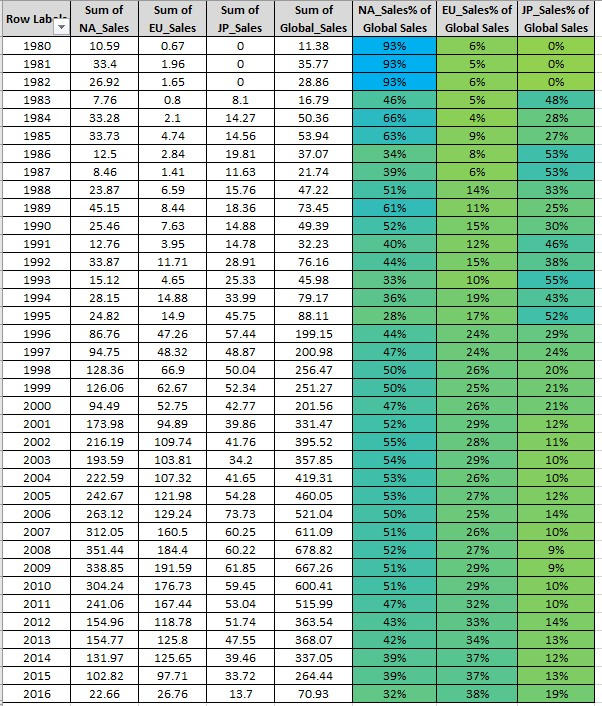 Row Labels Sum of NA_Sales Sum of EU_Sales Sum of JP_Sales Sum of Global_Sales NA_Sales% of Global Sales EU_Sales% of Global Sales JP_Sales% of Global Sales
1980 10.59 0.67 0 11.38 93% 6% 0%
1981 33.4 1.96 0 35.77 93% 5% 0%
1982 26.92 1.65 0 28.86 93% 6% 0%
1983 7.76 0.8 8.1 16.79 46% 5% 48%
1984 33.28 2.1 14.27 50.36 66% 4% 28%
1985 33.73 4.74 14.56 53.94 63% 9% 27%
1986 12.5 2.84 19.81 37.07 34% 8% 53%
1987 8.46 1.41 11.63 21.74 39% 6% 53%
1988 23.87 6.59 15.76 47.22 51% 14% 33%
1989 45.15 8.44 18.36 73.45 61% 11% 25%
1990 25.46 7.63 14.88 49.39 52% 15% 30%
1991 12.76 3.95 14.78 32.23 40% 12% 46%
1992 33.87 11.71 28.91 76.16 44% 15% 38%
1993 15.12 4.65 25.33 45.98 33% 10% 55%
1994 28.15 14.88 33.99 79.17 36% 19% 43%
1995 24.82 14.9 45.75 88.11 28% 17% 52%
1996 86.76 47.26 57.44 199.15 44% 24% 29%
1997 94.75 48.32 48.87 200.98 47% 24% 24%
1998 128.36 66.9 50.04 256.47 50% 26% 20%
1999 126.06 62.67 52.34 251.27 50% 25% 21%
2000 94.49 52.75 42.77 201.56 47% 26% 21%
2001 173.98 94.89 39.86 331.47 52% 29% 12%
2002 216.19 109.74 41.76 395.52 55% 28% 11%
2003 193.59 103.81 34.2 357.85 54% 29% 10%
2004 222.59 107.32 41.65 419.31 53% 26% 10%
2005 242.67 121.98 54.28 460.05 53% 27% 12%
2006 263.12 129.24 73.73 521.04 50% 25% 14%
2007 312.05 160.5 60.25 611.09 51% 26% 10%
2008 351.44 184.4 60.22 678.82 52% 27% 9%
2009 338.85 191.59 61.85 667.26 51% 29% 9%
2010 304.24 176.73 59.45 600.41 51% 29% 10%
2011 241.06 167.44 53.04 515.99 47% 32% 10%
2012 154.96 118.78 51.74 363.54 43% 33% 14%
2013 154.77 125.8 47.55 368.07 42% 34% 13%
2014 131.97 125.65 39.46 337.05 39% 37% 12%
2015 102.82 97.71 33.72 264.44 39% 37% 13%
2016 22.66 26.76 13.7 70.93 32% 38% 19%